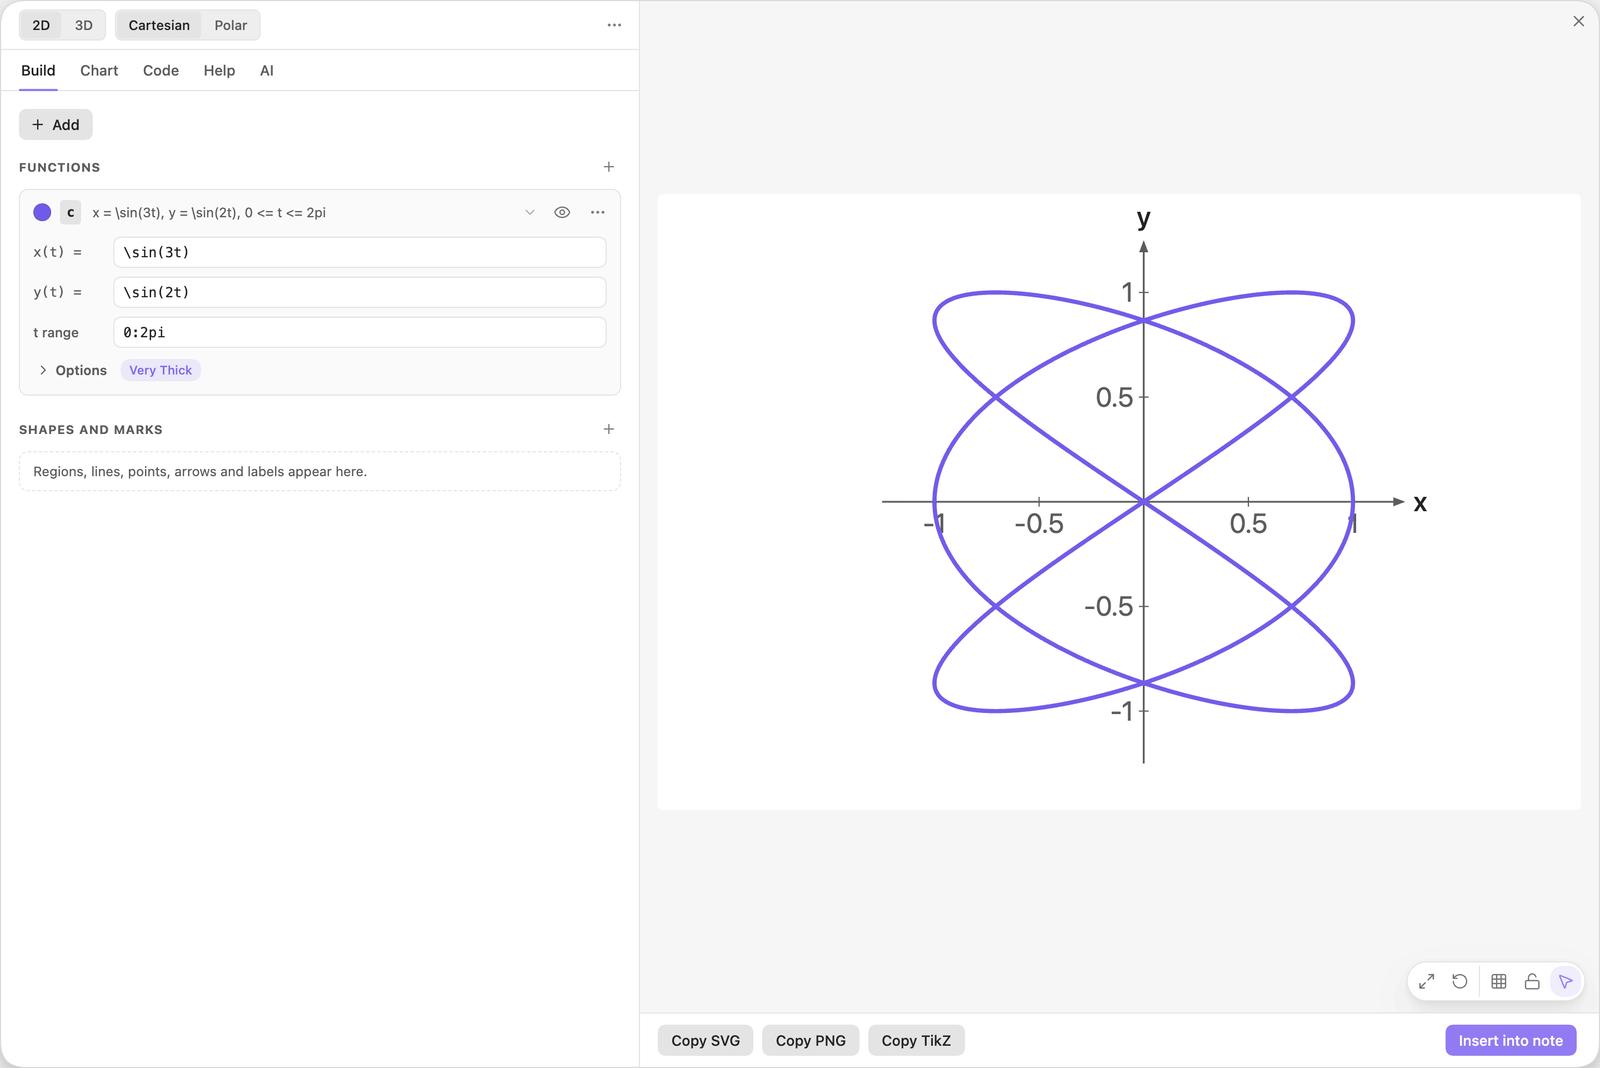 2D 3D Cartesian Polar
Build Chart Code Help AI
+ Add
FUNCTIONS
c x = \sin(3t), y = \sin(2t), 0 <= t <= 2pi
x(t) = \sin(3t)
y(t) = \sin(2t)
t range 0:2pi
Options Very Thick
SHAPES AND MARKS
Regions, lines, points, arrows and labels appear here.
y
1
0.5
x
-1 -0.5 0.5 1
-0.5
-1
Copy SVG Copy PNG Copy TikZ Insert into note